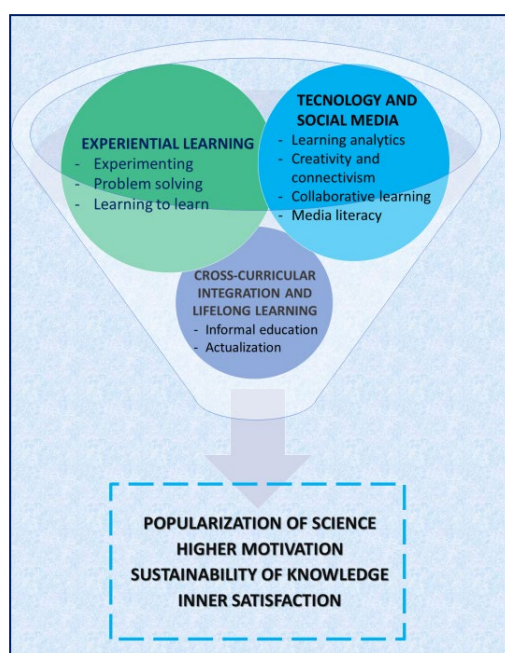 EXPERIENTIAL LEARNING
- Experimenting
- Problem solving
- Learning to learn
TECNOLOGY AND
SOCIAL MEDIA
- Learning analytics
- Creativity and
connectivism
- Collaborative learning
- Media literacy
CROSS-CURRICULAR
INTEGRATION AND
LIFELONG LEARNING
- Informal education
- Actualization
POPULARIZATION OF SCIENCE
HIGHER MOTIVATION
SUSTAINABILITY OF KNOWLEDGE
INNER SATISFACTION